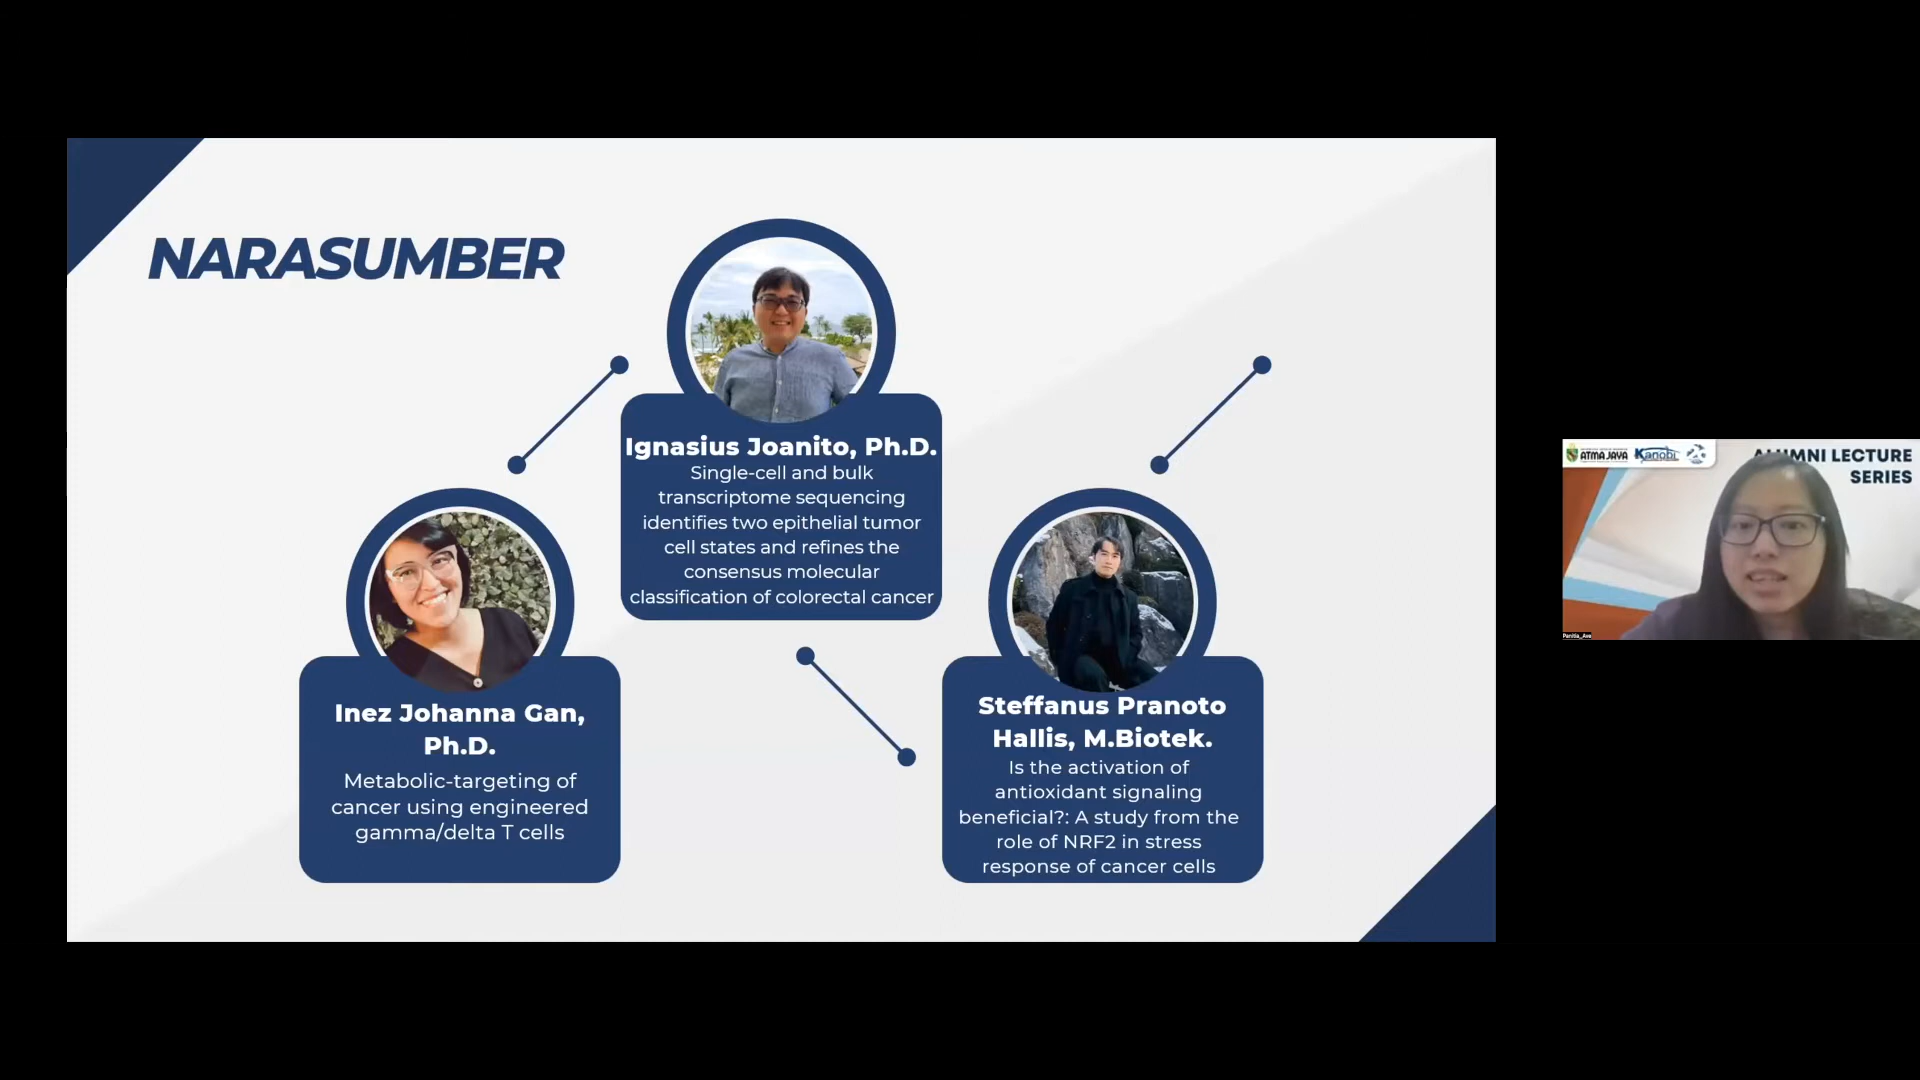 NARASUMBER
Ignasius Joanito, Ph.D.
Single-cell and bulk
transcriptome sequencing
identifies two epithelial tumor
cell states and refines the
consensus molecular
classification of colorectal cancer
Inez Johanna Gan,
Ph.D.
Metabolic-targeting of
cancer using engineered
gamma/delta T cells
Steffanus Pranoto
Hallis, M.Biotek.
Is the activation of
antioxidant signaling
beneficial?: A study from the
role of NRF2 in stress
response of cancer cells
ATMA JAYA
Kanobi
LECTURE
SERIES
Panitia_Ave